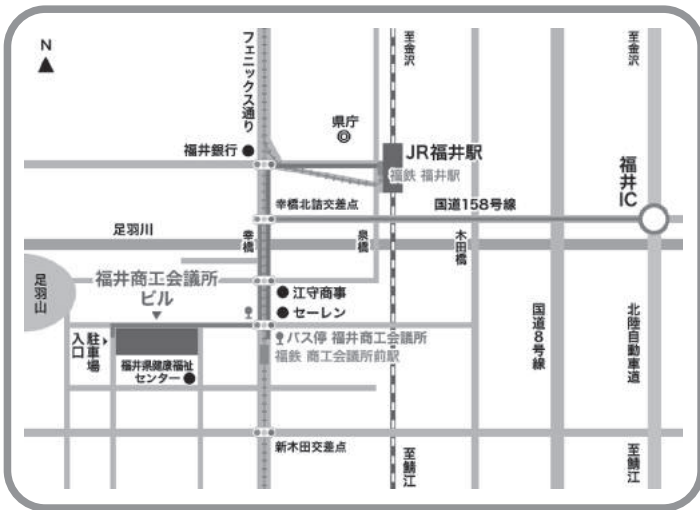 N
フェニックス通り
至金沢
至金沢
県庁
福井銀行
JR福井駅
福鉄 福井駅
福井IC
幸橋北詰交差点
国道158号線
足羽川
幸橋
泉橋
木田橋
足羽山
福井商工会議所
ビル
江守商事
セーレン
バス停 福井商工会議所
福鉄 商工会議所前駅
駐車場
入口
福井県健康福祉
センター
国道8号線
北陸自動車道
新木田交差点
至鯖江
至鯖江